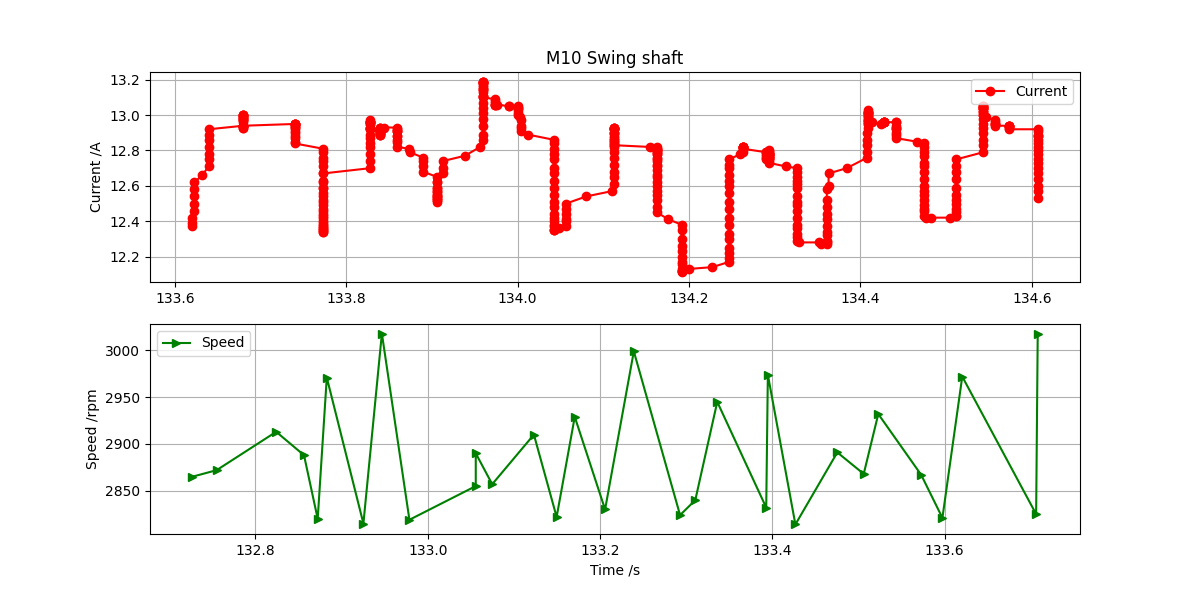 M10 Swing shaft
Current /A
13.2
13.0
12.8
12.6
12.4
12.2
Current
133.6 133.8 134.0 134.2 134.4 134.6
Speed /rpm
3000
2950
2900
2850
Speed
132.8 133.0 133.2 133.4 133.6
Time /s